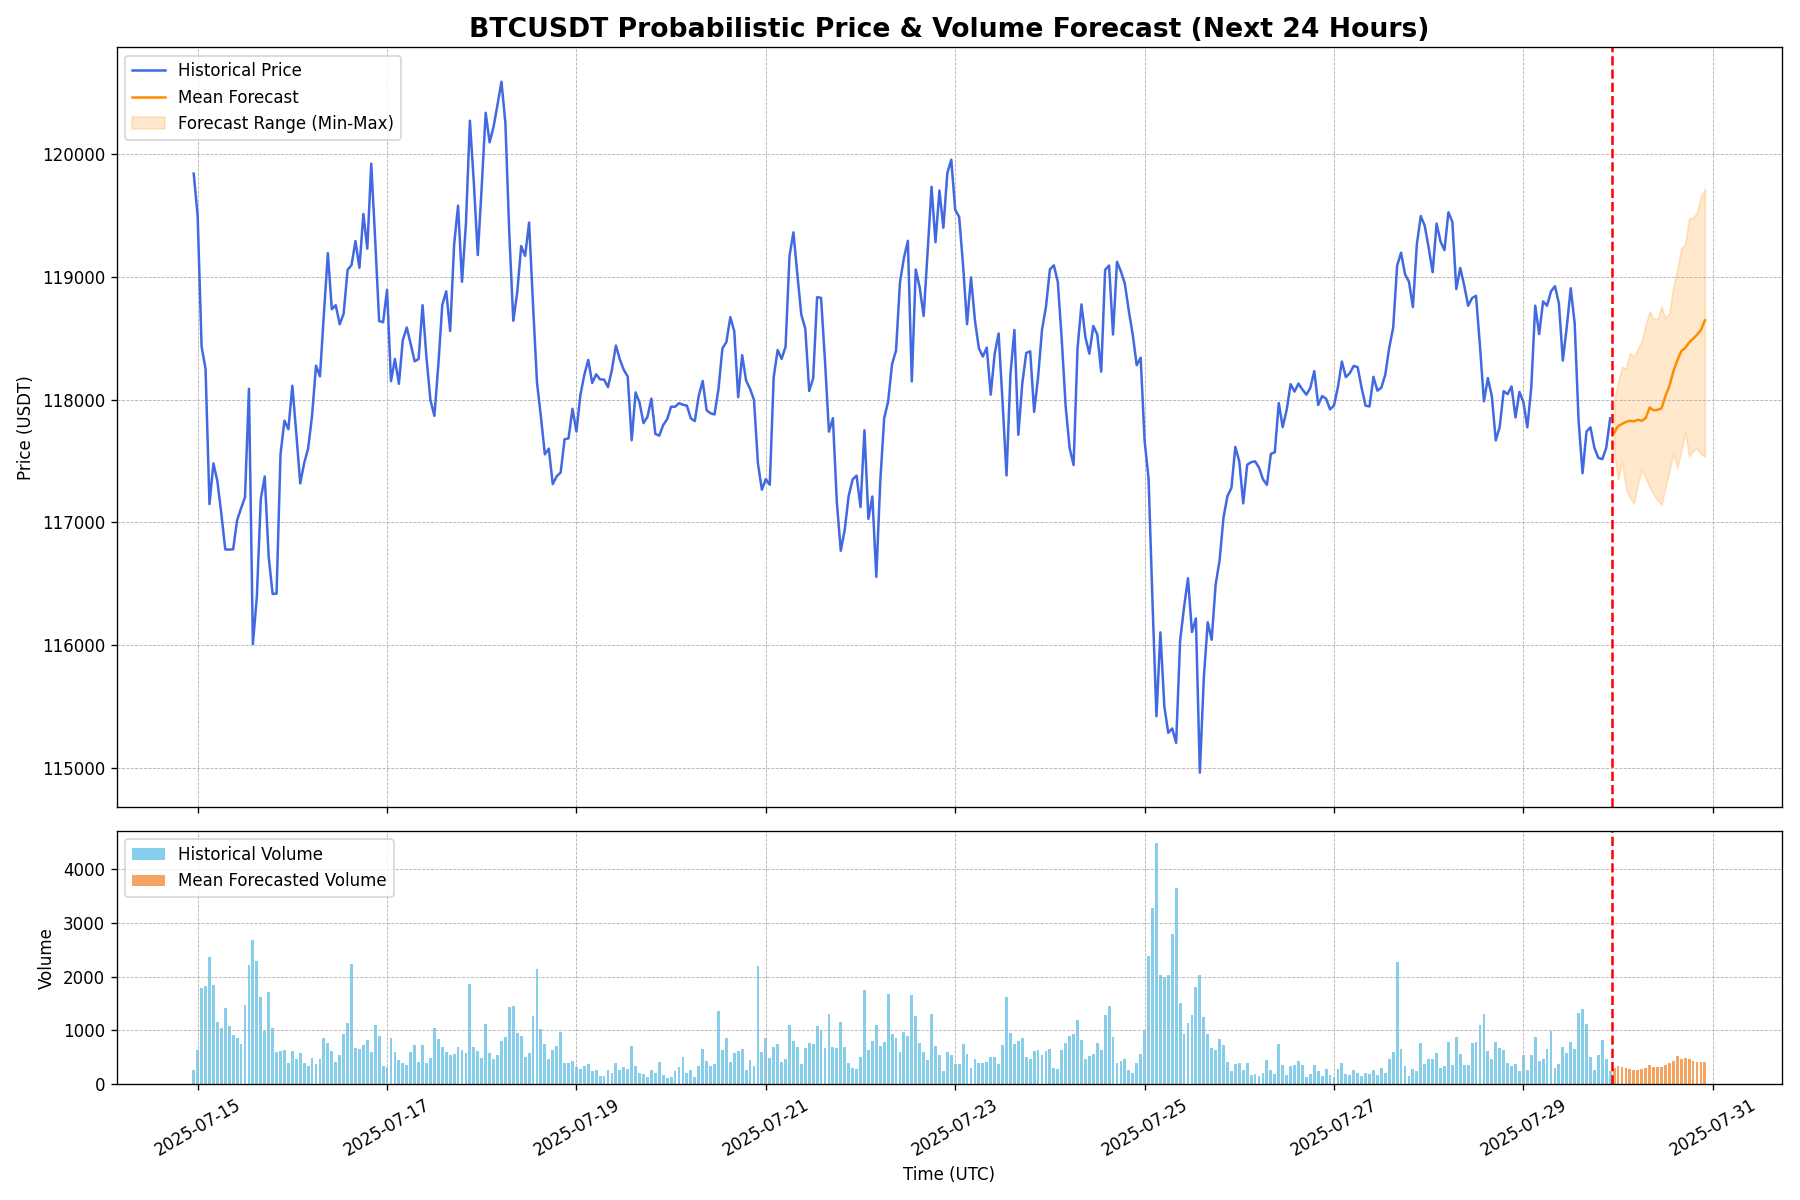 BTCUSDT Probabilistic Price & Volume Forecast (Next 24 Hours)
Historical Price
Mean Forecast
Forecast Range (Min-Max)
120000
119000
118000
117000
116000
115000
Price (USDT)
Historical Volume
Mean Forecasted Volume
4000
3000
2000
1000
0
Volume
2025-07-15
2025-07-17
2025-07-19
2025-07-21
2025-07-23
2025-07-25
2025-07-27
2025-07-29
2025-07-31
Time (UTC)